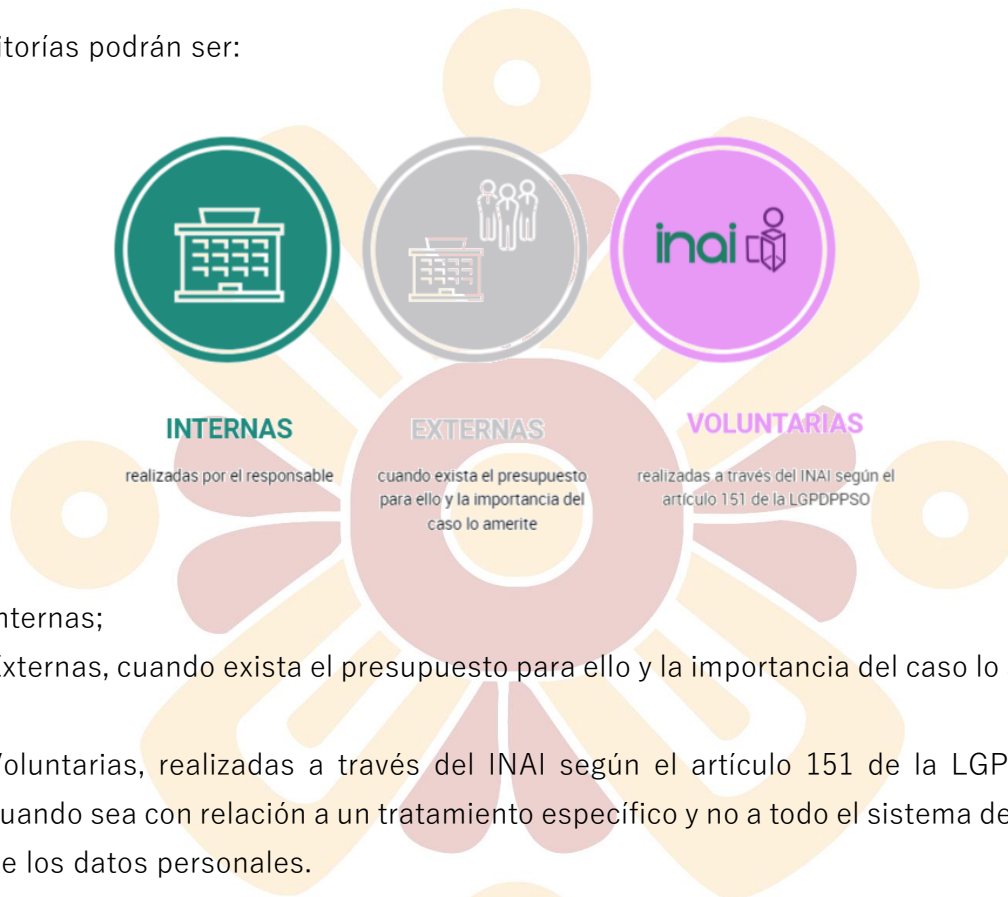 itorías podrán ser:
inai
INTERNAS
realizadas por el responsable
EXTERNAS
cuando exista el presupuesto
para ello y la importancia del
caso lo amerite
VOLUNTARIAS
realizadas a través del INAI según el
artículo 151 de la LGPDPPSO
nternas;
Externas, cuando exista el presupuesto para ello y la importancia del caso lo
Voluntarias, realizadas a través del INAI según el artículo 151 de la LGP
cuando sea con relación a un tratamiento específico y no a todo el sistema de
e los datos personales.